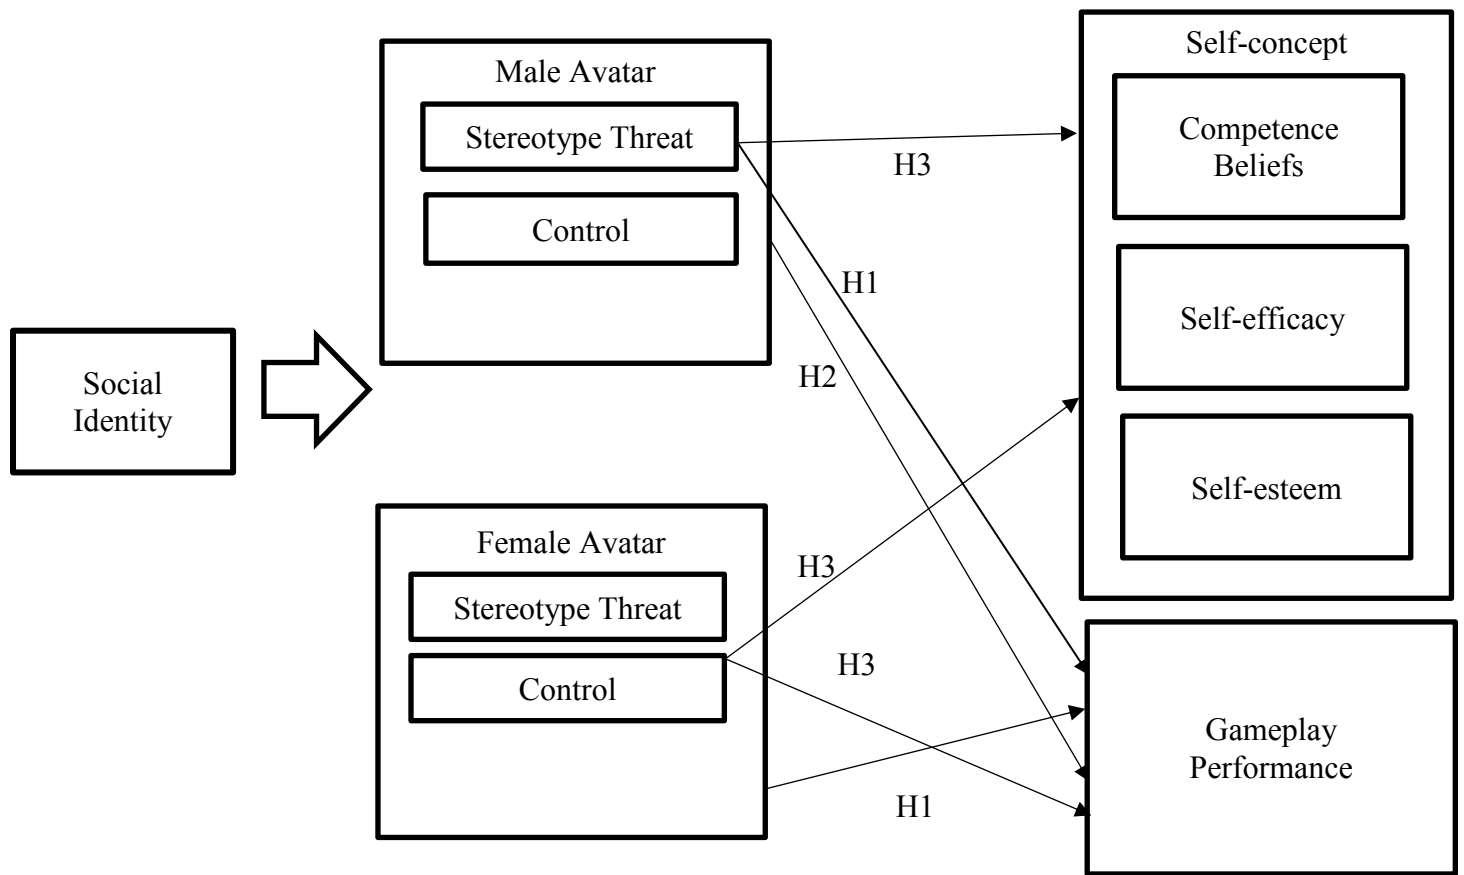 Social
Identity
Male Avatar
Stereotype Threat
Control
Female Avatar
Stereotype Threat
Control
H3
H1
H2
H3
H3
H1
Self-concept
Competence
Beliefs
Self-efficacy
Self-esteem
Gameplay
Performance